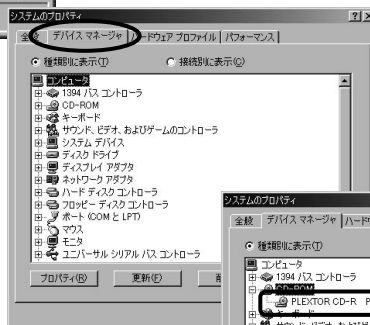 システムのプロパティ
デバイス マネージャ
ハードウェア プロファイル
パフォーマンス
種類別に表示(T)
接続別に表示(C)
コンピュータ
1394 バス コントローラ
CD-ROM
キーボード
サウンド、ビデオ、およびゲームのコントローラ
システム デバイス
ディスク ドライブ
ディスプレイ アダプタ
ネットワーク アダプタ
ハード ディスク コントローラ
フロッピー ディスク コントローラ
ポート (COM と LPT)
マウス
モニタ
ユニバーサル シリアル バス コントローラ
プロパティ(R)
更新(F)
システムのプロパティ
全般
デバイス マネージャ
種類別に表示(T)
コンピュータ
1394 バス コントローラ
CD-ROM
PLEXTOR CD-R P
キーボード